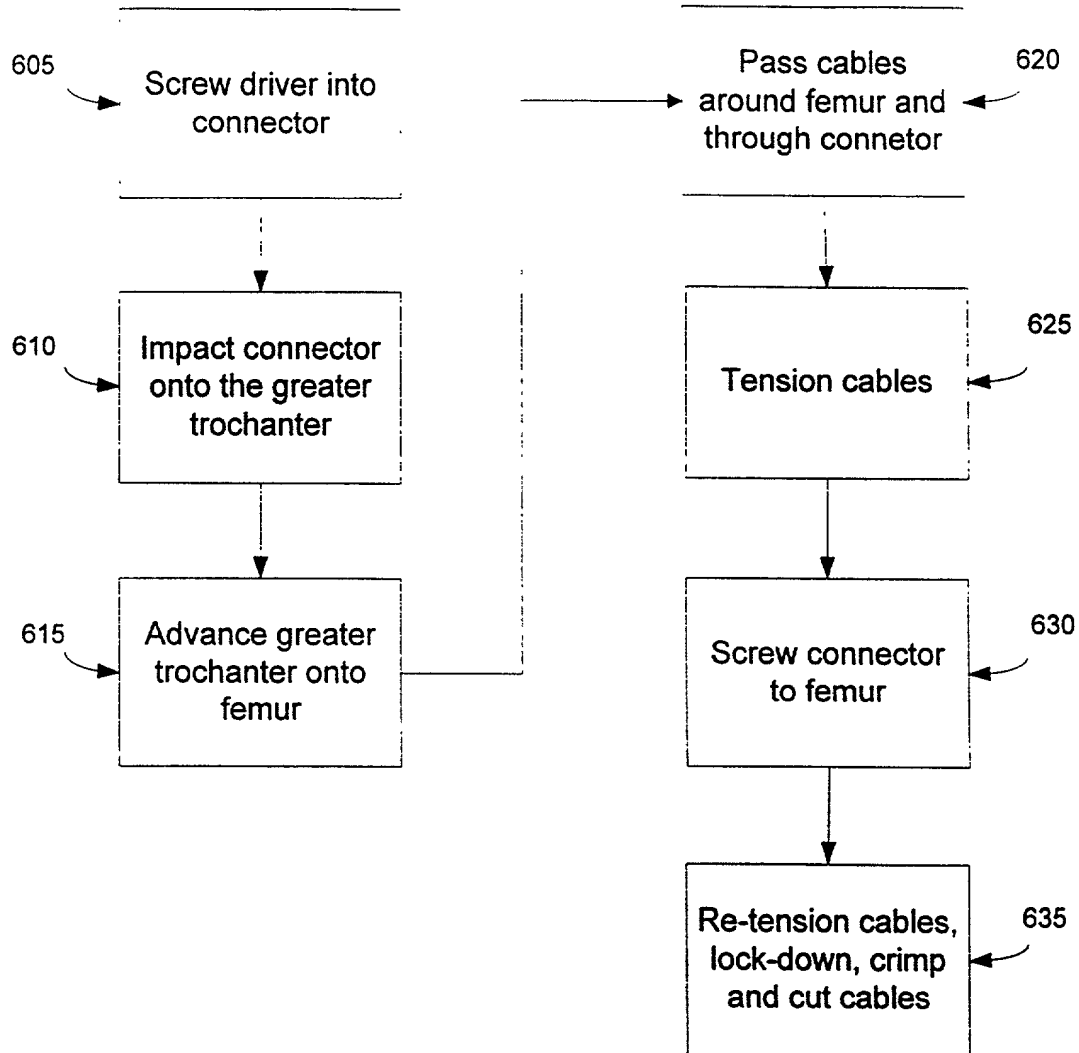 605
Screw driver into
connector
610
Impact connector
onto the greater
trochanter
615
Advance greater
trochanter onto
femur
620
Pass cables
around femur and
through connetor
625
Tension cables
630
Screw connector
to femur
635
Re-tension cables,
lock-down, crimp
and cut cables